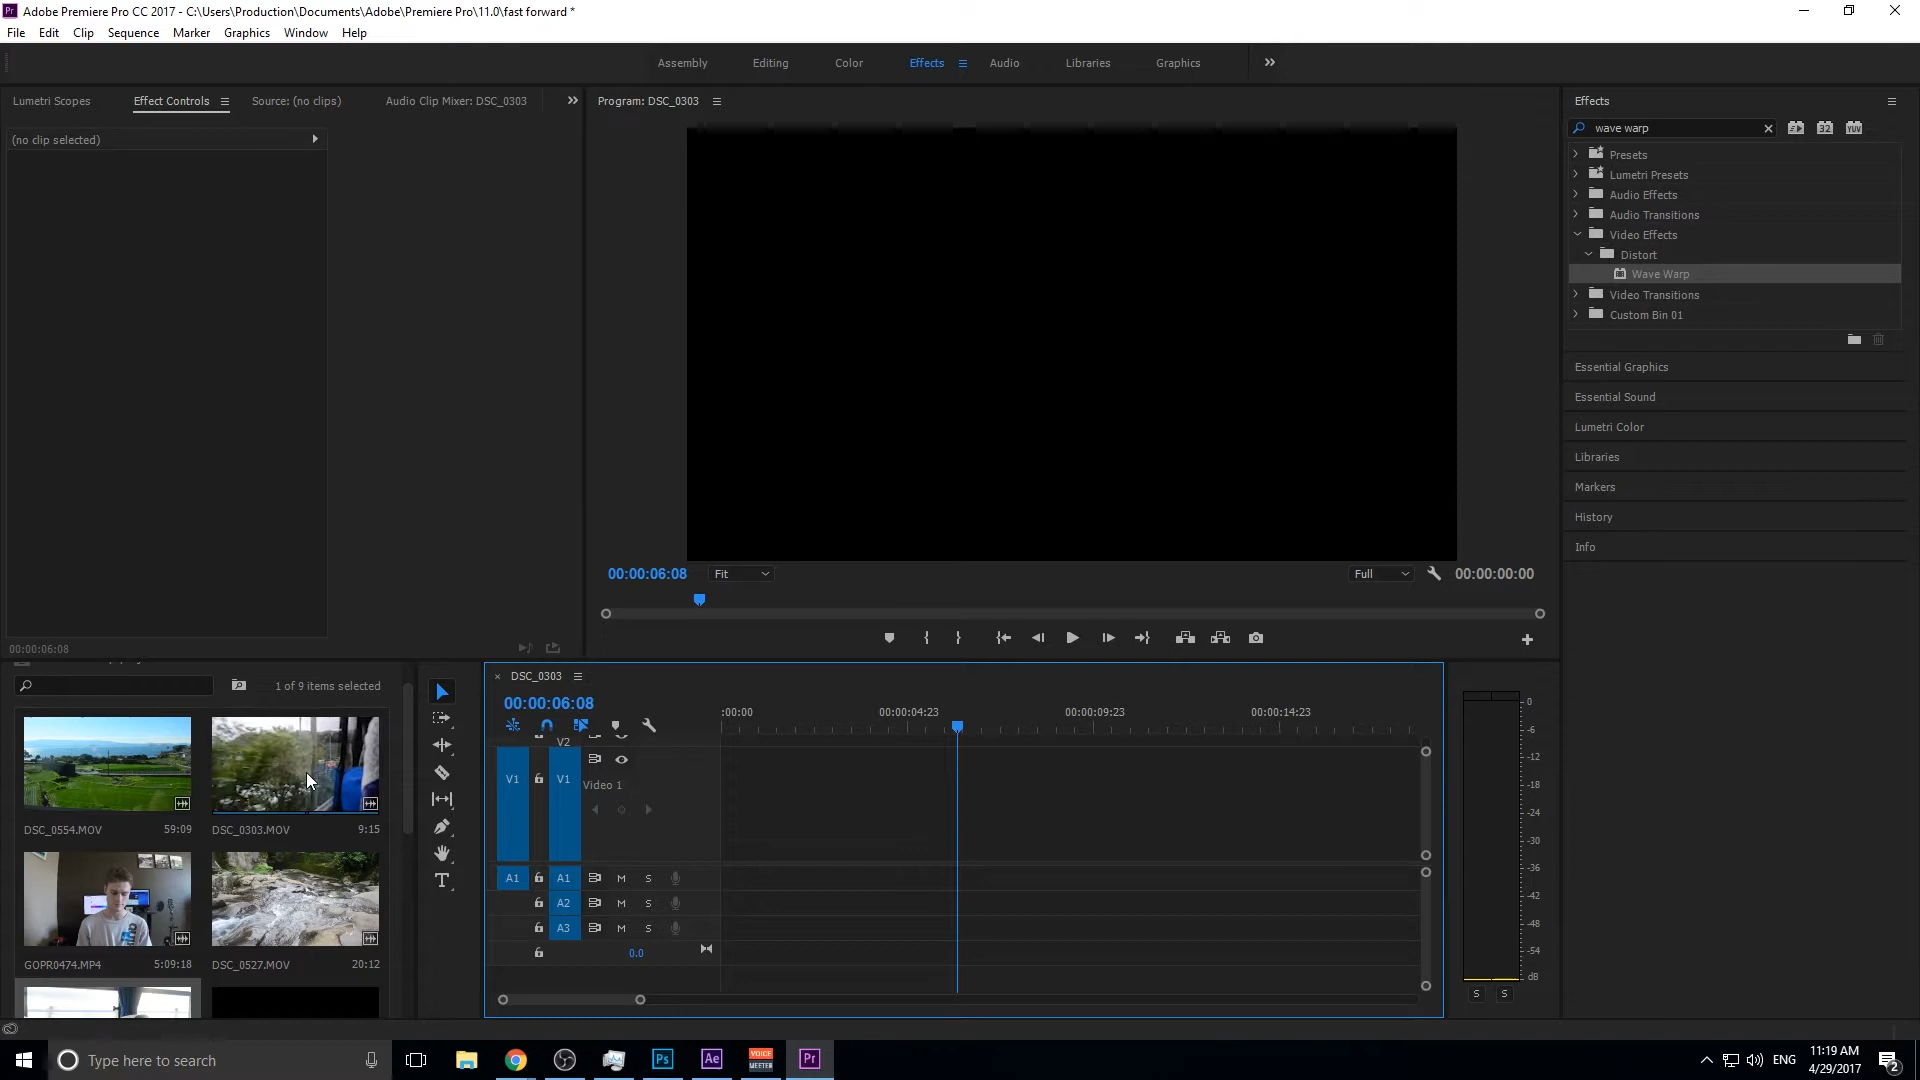 Adobe Premiere Pro CC 2017 - C:\Users\Production\Documents\Adobe\Premiere Pro\11.0\fast forward *
File Edit Clip Sequence Marker Graphics Window Help
Assembly Editing Color Effects Audio Libraries Graphics
Lumetri Scopes Effect Controls Source: (no clips) Audio Clip Mixer: DSC_0303
Program: DSC_0303
Effects
(no clip selected)
wave warp
Presets
Lumetri Presets
Audio Effects
Audio Transitions
Video Effects
Distort
Wave Warp
Video Transitions
Custom Bin 01
Essential Graphics
Essential Sound
Lumetri Color
Libraries
Markers
History
Info
00:00:06:08 Fit Full 00:00:00:00
00:00:06:08
1 of 9 items selected
DSC_0554.MOV 59:09
DSC_0303.MOV 9:15
GOPR0474.MP4 5:09:18
DSC_0527.MOV 20:12
DSC_0303
00:00:06:08
:00:00 00:00:04:23 00:00:09:23 00:00:14:23
V2
V1 V1
Video 1
A1 A1 M S
A2 M S
A3 M S
0.0
0
-6
-12
-18
-24
-30
-36
-42
-48
-54
dB
S S
Type here to search
Ps Ae VOICE MEETER Pr
ENG
11:19 AM
4/29/2017
2